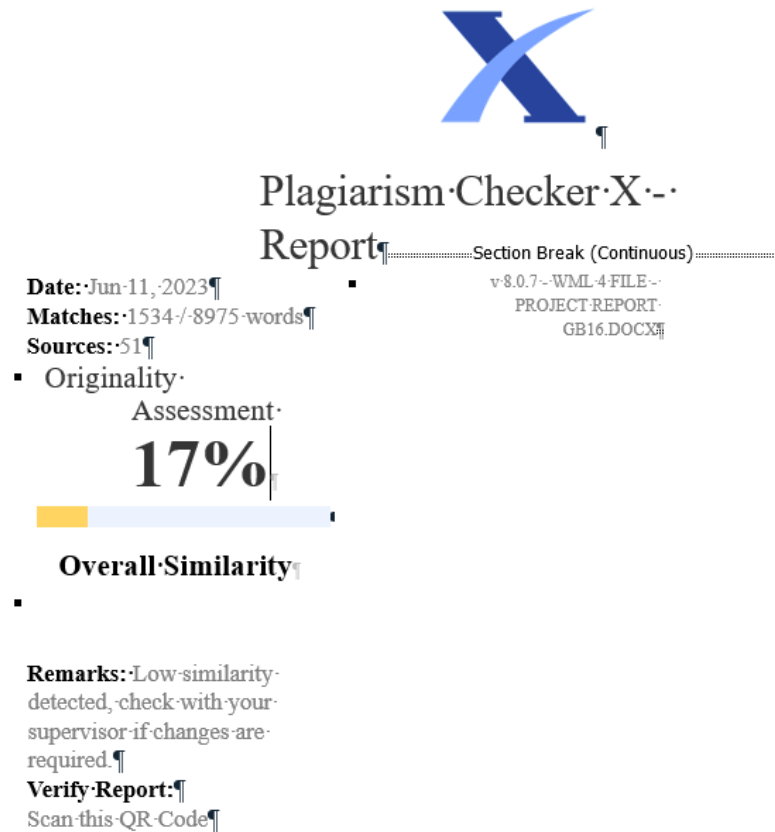 Plagiarism Checker X -
Report
Section Break (Continuous)
Date: Jun 11, 2023
Matches: 1534 / 8975 words
Sources: 51
v 8.0.7 - WML 4 FILE -
PROJECT REPORT
GB16.DOCX
Originality
Assessment
17%
Overall Similarity
Remarks: Low similarity
detected, check with your
supervisor if changes are
required.
Verify Report:
Scan this QR Code